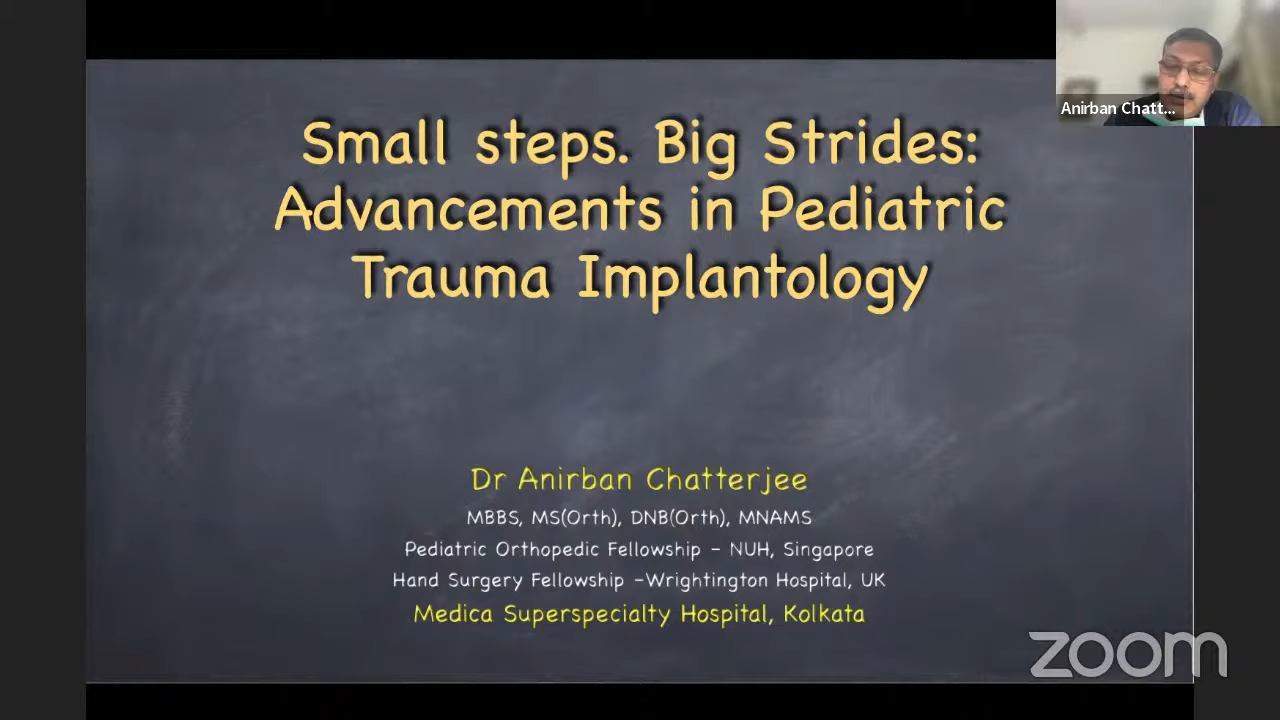 Anirban Chatt...
Small steps. Big Strides:
Advancements in Pediatric
Trauma Implantology
Dr Anirban Chatterjee
MBBS, MS(Orth), DNB(Orth), MNAMS
Pediatric Orthopedic Fellowship - NUH, Singapore
Hand Surgery Fellowship -Wrightington Hospital, UK
Medica Superspecialty Hospital, Kolkata
zoom